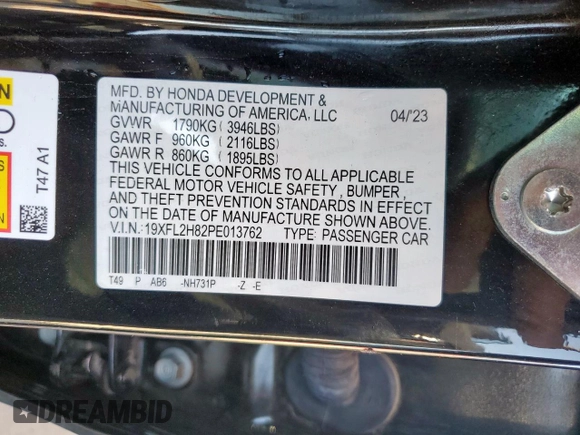 N
s.
T47 A1
MFD. BY HONDA DEVELOPMENT &
MANUFACTURING OF AMERICA, LLC 04/'23
GVWR 1790KG ( 3946LBS)
GAWR F 960KG ( 2116LBS)
GAWR R 860KG ( 1895LBS)
THIS VEHICLE CONFORMS TO ALL APPLICABLE
FEDERAL MOTOR VEHICLE SAFETY , BUMPER ,
AND THEFT PREVENTION STANDARDS IN EFFECT
ON THE DATE OF MANUFACTURE SHOWN ABOVE.
V.I.N.: 19XFL2H82PE013762 TYPE: PASSENGER CAR
T49 P AB6 -NH731P -Z -E
DREAMBID